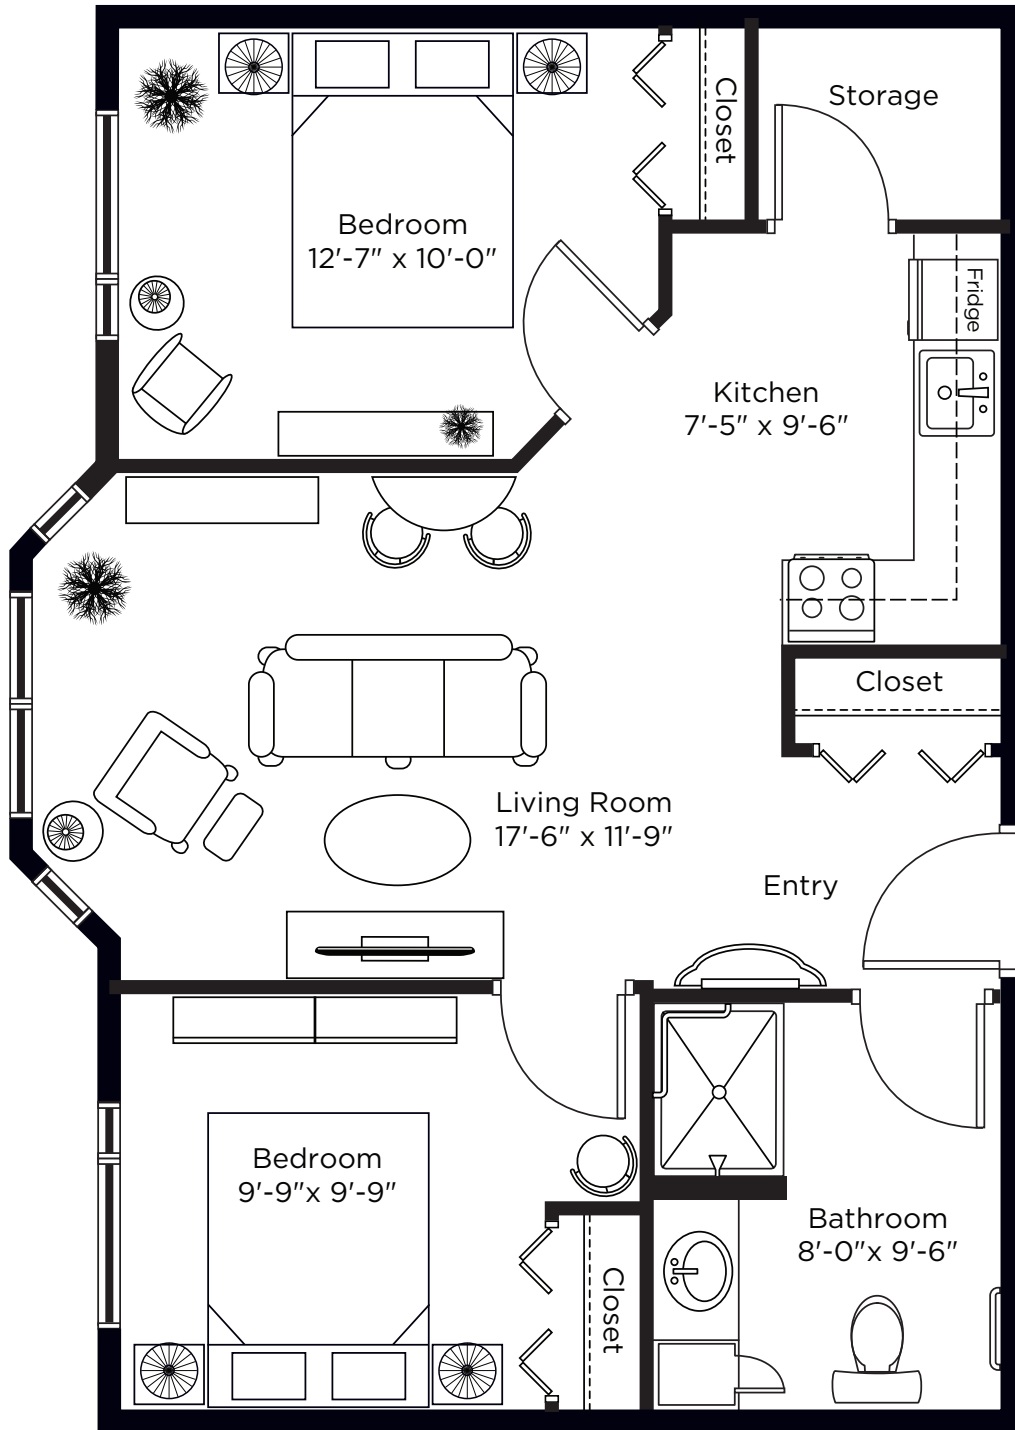 Closet
Storage
Bedroom
12'-7" x 10'-0"
Fridge
Kitchen
7'-5" x 9'-6"
Closet
Living Room
17'-6" x 11'-9"
Entry
Bedroom
9'-9"x 9'-9"
Bathroom
8'-0"x 9'-6"
Closet